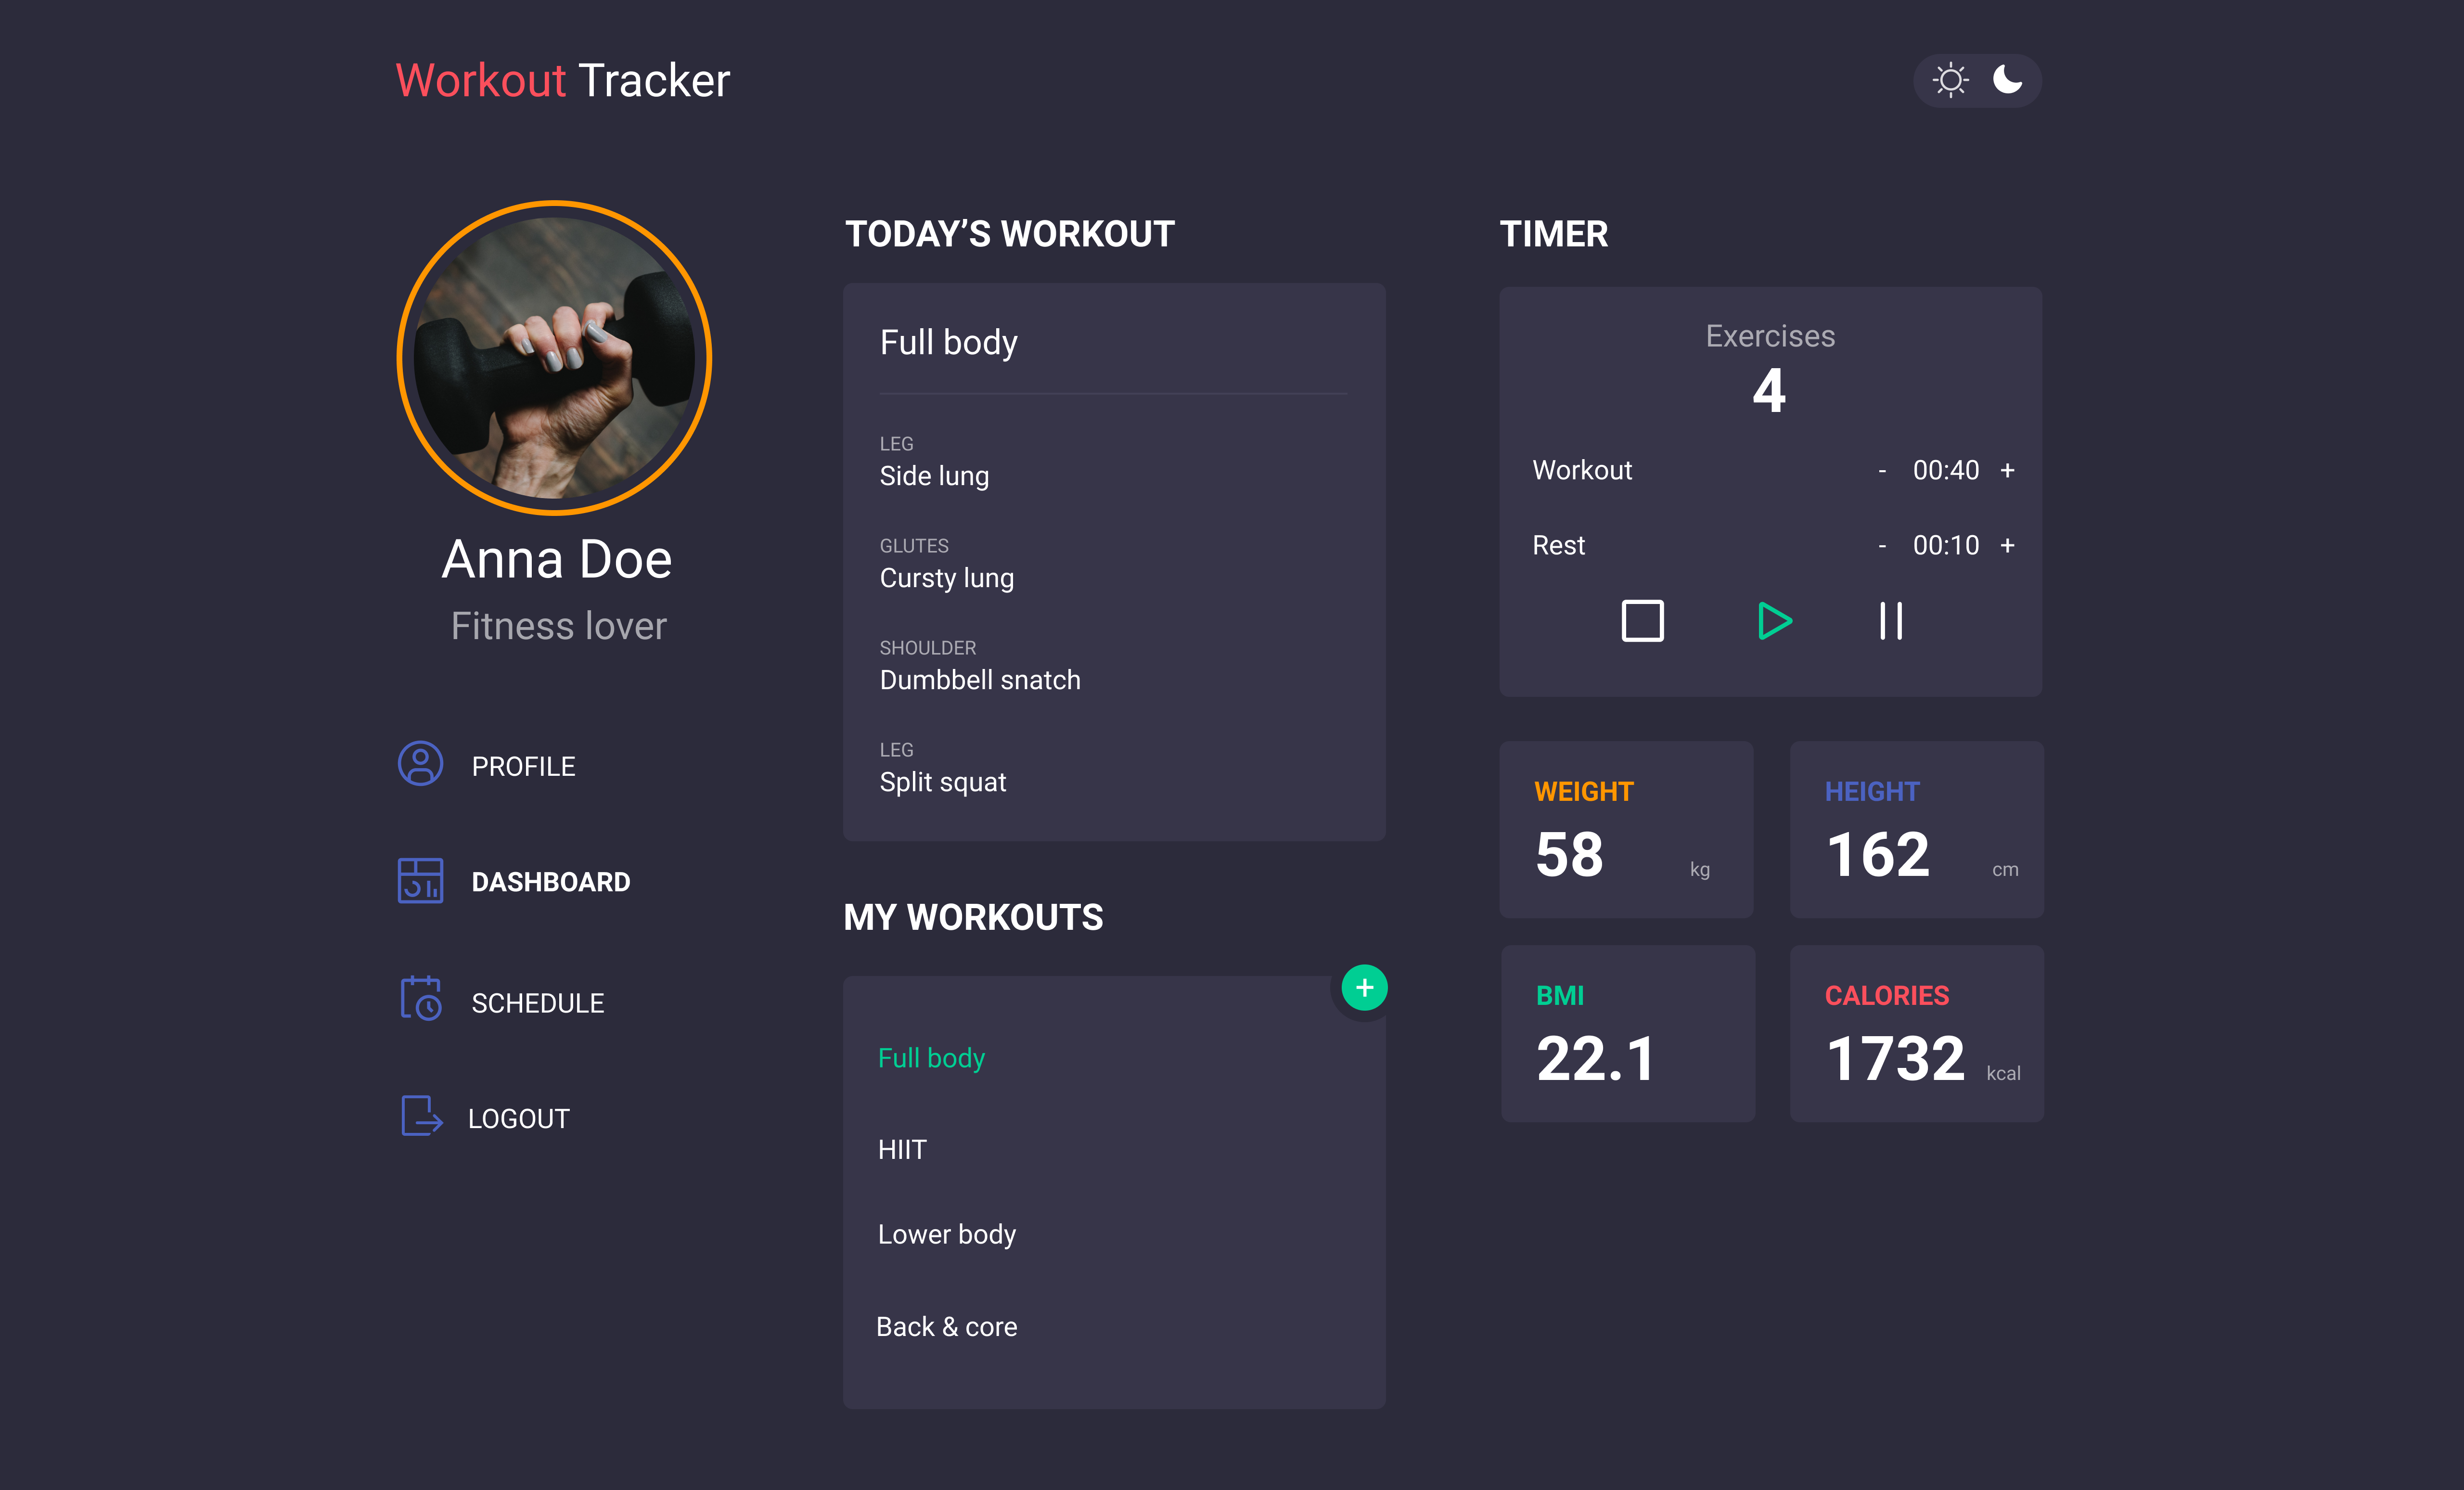 Workout Tracker
Anna Doe
Fitness lover
PROFILE
DASHBOARD
SCHEDULE
LOGOUT
TODAY’S WORKOUT
Full body
LEG
Side lung
GLUTES
Cursty lung
SHOULDER
Dumbbell snatch
LEG
Split squat
MY WORKOUTS
+
Full body
HIIT
Lower body
Back & core
TIMER
Exercises
4
Workout - 00:40 +
Rest - 00:10 +
WEIGHT
58 kg
HEIGHT
162 cm
BMI
22.1
CALORIES
1732 kcal